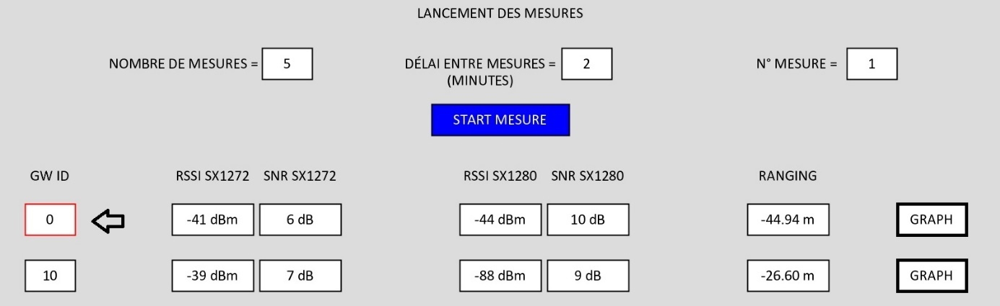 LANCEMENT DES MESURES
NOMBRE DE MESURES = 5 DÉLAI ENTRE MESURES = 2 N° MESURE = 1
(MINUTES)
START MESURE
GW ID RSSI SX1272 SNR SX1272 RSSI SX1280 SNR SX1280 RANGING
0 -41 dBm 6 dB -44 dBm 10 dB -44.94 m GRAPH
10 -39 dBm 7 dB -88 dBm 9 dB -26.60 m GRAPH